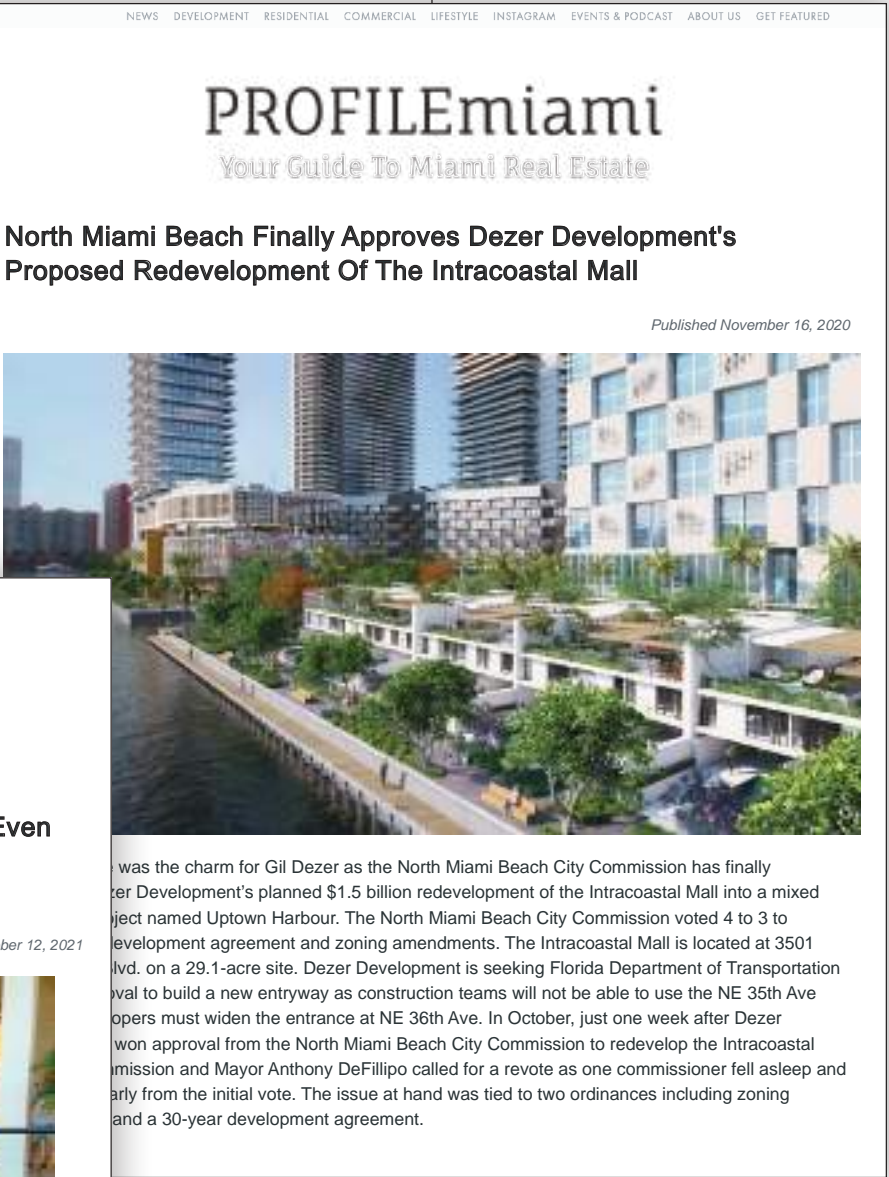 NEWS DEVELOPMENT RESIDENTIAL COMMERCIAL LIFESTYLE INSTAGRAM EVENTS & PODCAST ABOUT US GET FEATURED
PROFILEmiami
Your Guide To Miami Real Estate
North Miami Beach Finally Approves Dezer Development's
Proposed Redevelopment Of The Intracoastal Mall
Published November 16, 2020
was the charm for Gil Dezer as the North Miami Beach City Commission has finally
zer Development’s planned $1.5 billion redevelopment of the Intracoastal Mall into a mixed
ject named Uptown Harbour. The North Miami Beach City Commission voted 4 to 3 to
development agreement and zoning amendments. The Intracoastal Mall is located at 3501
Blvd. on a 29.1-acre site. Dezer Development is seeking Florida Department of Transportation
oval to build a new entryway as construction teams will not be able to use the NE 35th Ave
opers must widen the entrance at NE 36th Ave. In October, just one week after Dezer
won approval from the North Miami Beach City Commission to redevelop the Intracoastal
mission and Mayor Anthony DeFillipo called for a revote as one commissioner fell asleep and
arly from the initial vote. The issue at hand was tied to two ordinances including zoning
and a 30-year development agreement.
Even
ber 12, 2021